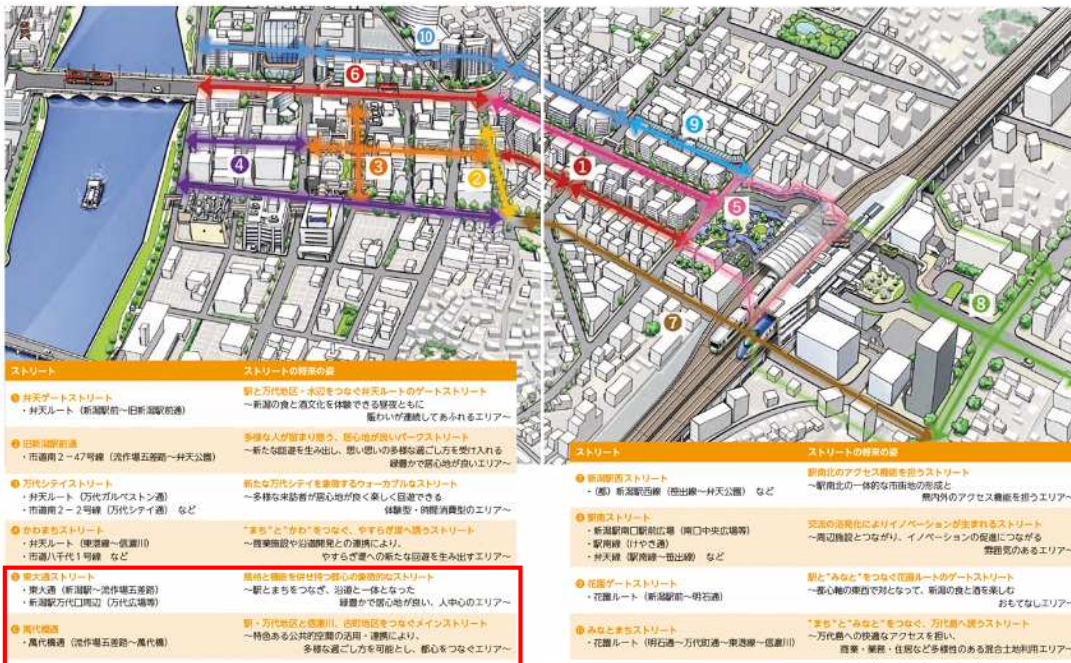 ⑩
⑥
④
③
②
①
⑨
⑤
⑦
⑧
ストリート ストリートの将来の姿
❶ 弁天ゲートストリート
・弁天ルート（新潟駅前～旧新潟駅前通）
駅と万代地区・水辺をつなぐ弁天ルートのゲートストリート
～新潟の食と酒文化を体験できる昼夜ともに
賑わいが連続してあふれるエリア～
❷ 旧新潟駅前通
・市道南２－47号線（流作場五差路～弁天公園）
多様な人が留まり憩う、居心地が良いパークストリート
～新たな回遊を生み出し、思い思いの多様な過ごし方を受け入れる
緑豊かで居心地が良いエリア～
❸ 万代シテイストリート
・弁天ルート（万代ガルベストン通）
・市道南２－２号線（万代シテイ通） など
新たな万代シテイを象徴するウォーカブルなストリート
～多様な来訪者が居心地が良く楽しく回遊できる
体験型・時間消費型のエリア～
❹ かわまちストリート
・弁天ルート（東港線～信濃川）
・市道八千代１号線 など
"まち"と"かわ"をつなぐ、やすらぎ堤へ誘うストリート
～商業施設や沿道開発との連携により、
やすらぎ堤への新たな回遊を生み出すエリア～
❺ 東大通ストリート
・東大通（新潟駅～流作場五差路）
・新潟駅万代口周辺（万代広場等）
風格と機能を併せ持つ都心の象徴的なストリート
～駅とまちをつなぎ、沿道と一体となった
緑豊かで居心地が良い、人中心のエリア～
❻ 萬代橋通
・萬代橋通（流作場五差路～萬代橋）
駅・万代地区と信濃川、古町地区をつなぐメインストリート
～特色ある公共的空間の活用・連携により、
多様な過ごし方を可能とし、都心をつなぐエリア～
ストリート ストリートの将来の姿
❼ 新潟駅西ストリート
・（都）新潟駅西線（笹出線～弁天公園） など
駅南北のアクセス機能を担うストリート
～駅南北の一体的な市街地の形成と
県内外のアクセス機能を担うエリア～
❽ 駅南ストリート
・新潟駅南口駅前広場（南口中央広場等）
・駅南線（けやき通）
・弁天線（駅南線～笹出線） など
交流の活発化によりイノベーションが生まれるストリート
～周辺施設とつながり、イノベーションの促進につながる
雰囲気のあるエリア～
❾ 花園ゲートストリート
・花園ルート（新潟駅前～明石通）
駅と"みなと"をつなぐ花園ルートのゲートストリート
～都心軸の東西で対となって、新潟の食と酒を楽しむ
おもてなしエリア～
❿ みなとまちストリート
・花園ルート（明石通～万代町通～東港線～信濃川）
"まち"と"みなと"をつなぐ、万代島へ誘うストリート
～万代島への快適なアクセスを担い、
商業・業務・住居など多様性のある混合土地利用エリア～